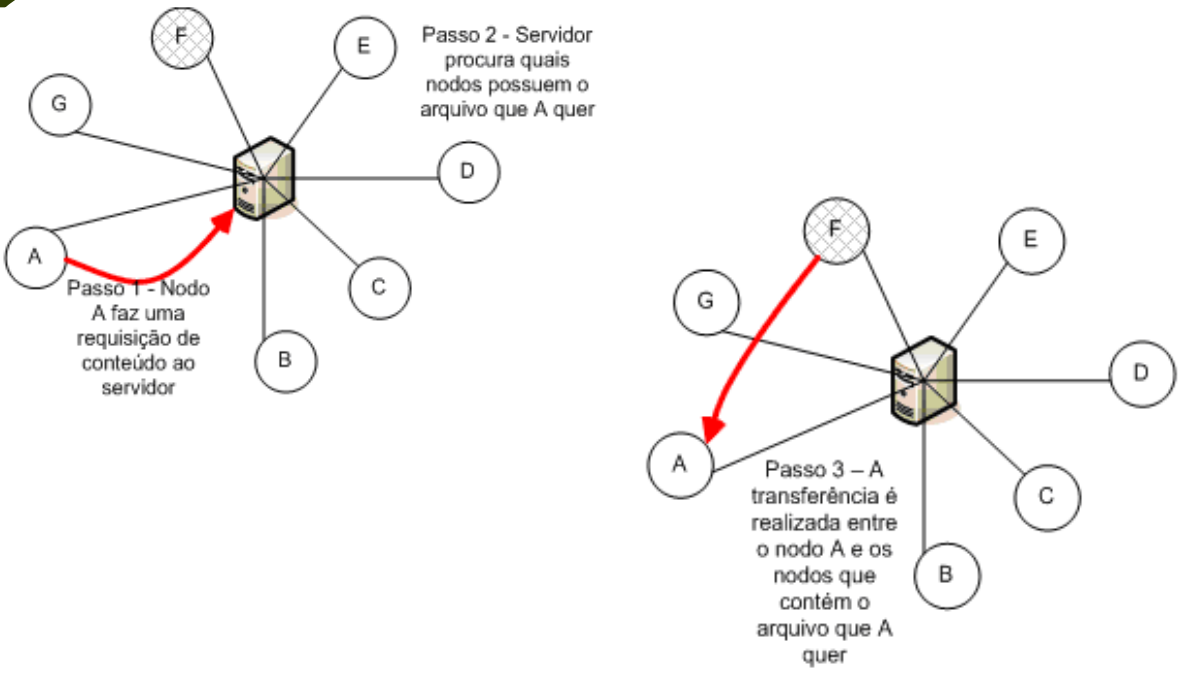 F
E
Passo 2 - Servidor
procura quais
nodos possuem o
arquivo que A quer
G
D
A
C
Passo 1 - Nodo
A faz uma
requisição de
conteúdo ao
servidor
B
F
E
G
D
A
Passo 3 – A
transferência é
realizada entre
o nodo A e os
nodos que
contém o
arquivo que A
quer
C
B